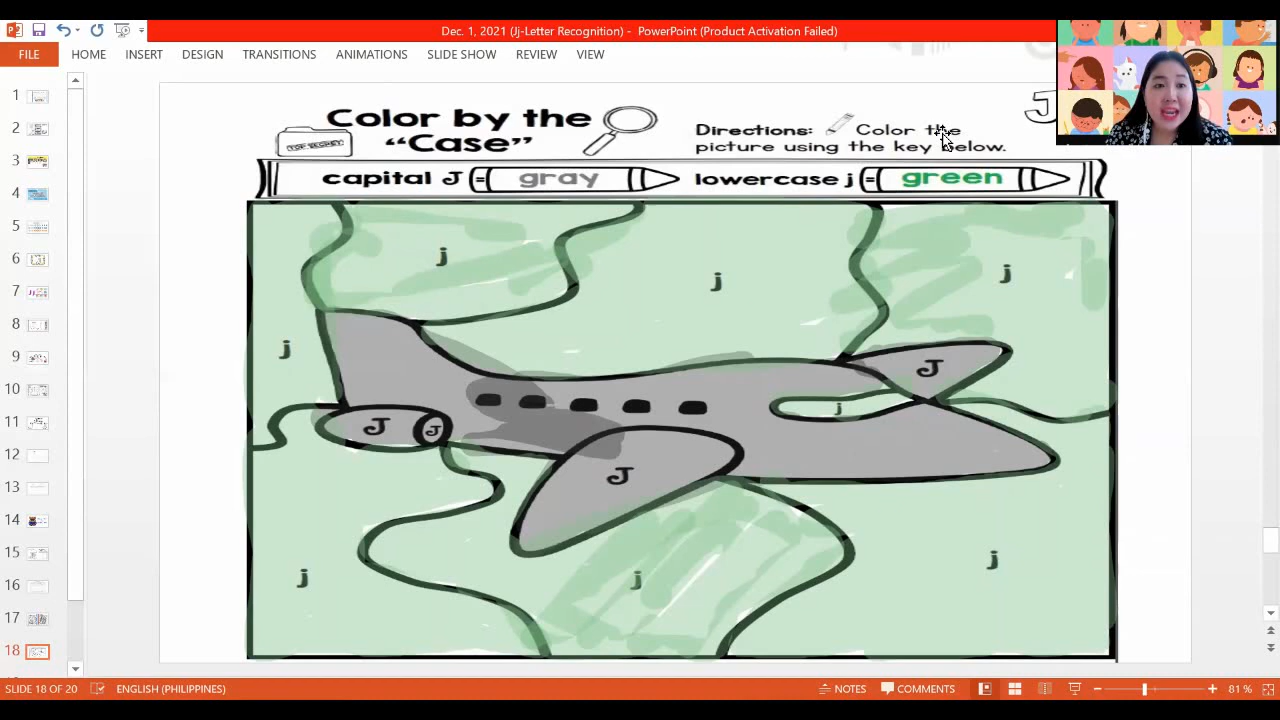 Dec. 1, 2021 (Jj-Letter Recognition) - PowerPoint (Product Activation Failed)
FILE HOME INSERT DESIGN TRANSITIONS ANIMATIONS SLIDE SHOW REVIEW VIEW
1
2
3
4
5
6
7
8
9
10
11
12
13
14
15
16
17
18
Color by the
"Case"
TOP SECRET
Directions: Color the
picture using the key below.
J
capital J = gray lowercase j = green
j
j
j
j
J
j
J
J
J
j
j
j
SLIDE 18 OF 20 ENGLISH (PHILIPPINES) NOTES COMMENTS 81 %